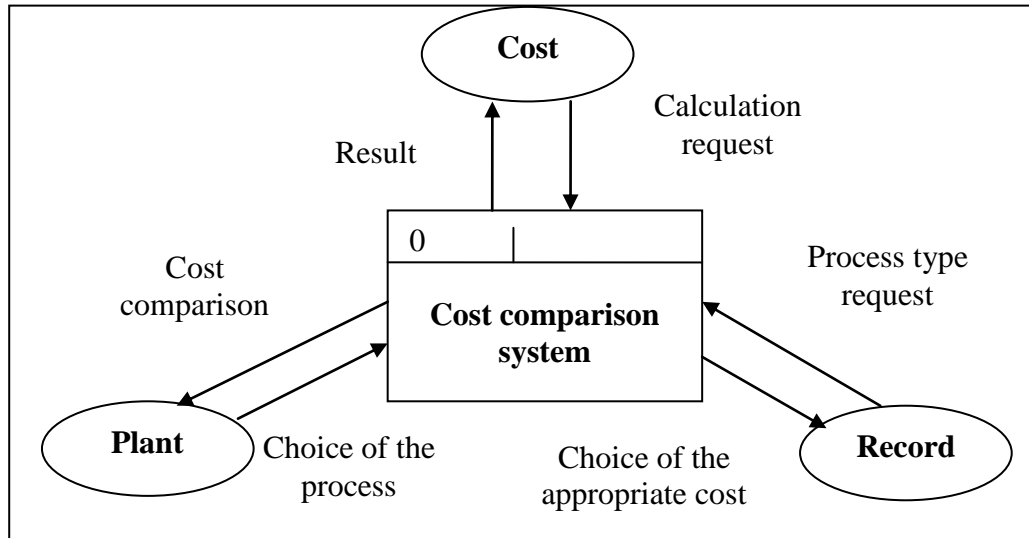 Cost
Calculation
request
Result
0
Cost
comparison
Process type
request
Cost comparison
system
Plant
Choice of the
process
Choice of the
appropriate cost
Record